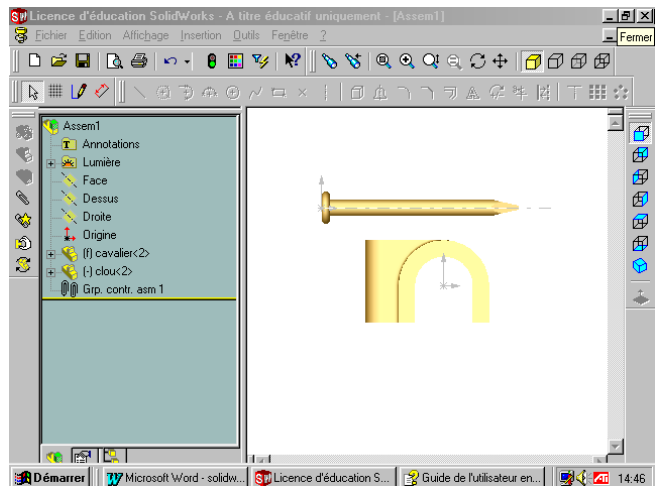 Licence d'éducation SolidWorks - A titre éducatif uniquement - [Assem1]
Fichier Edition Affichage Insertion Outils Fenêtre ?
Fermer
Assem1
Annotations
Lumière
Face
Dessus
Droite
Origine
(f) cavalier<2>
(-) clou<2>
Grp. contr. asm 1
Démarrer Microsoft Word - solidw... Licence d'éducation S... Guide de l'utilisateur en... ATI 14:46